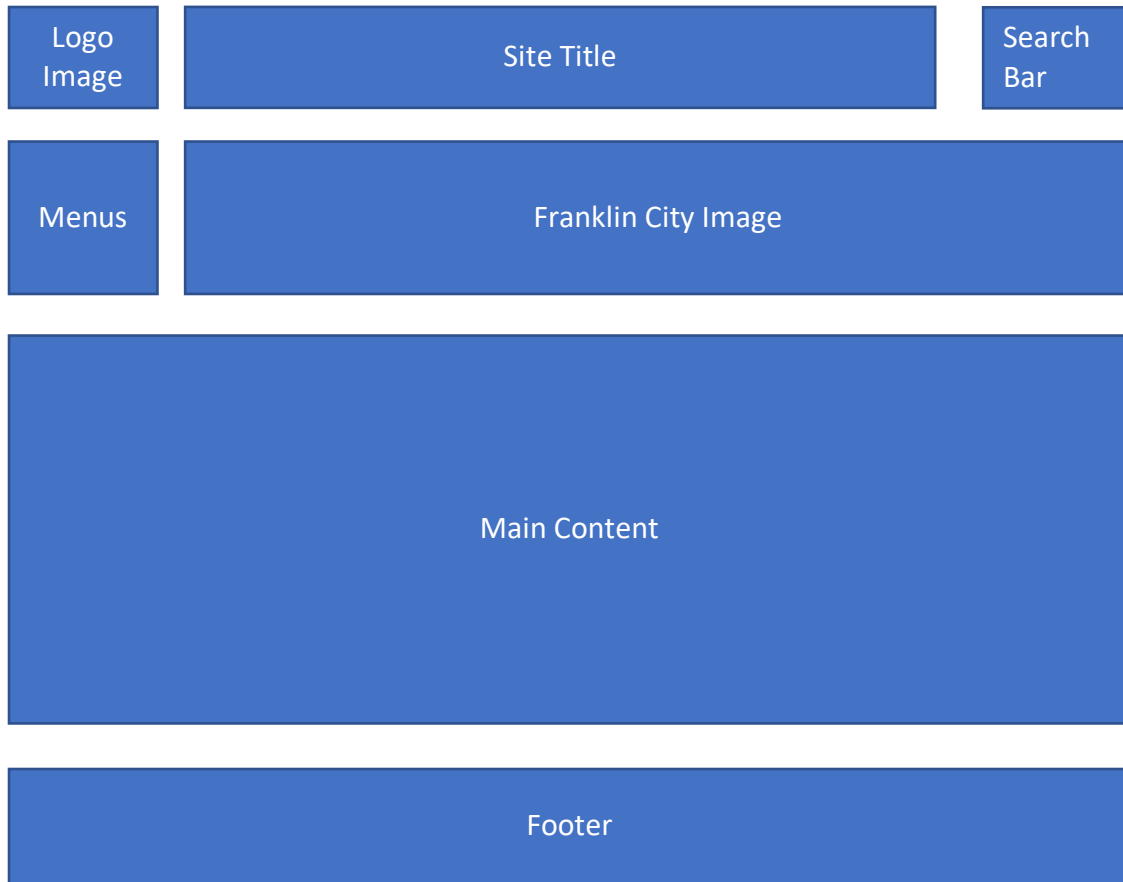 Logo
Image
Site Title
Search
Bar
Menus
Franklin City Image
Main Content
Footer